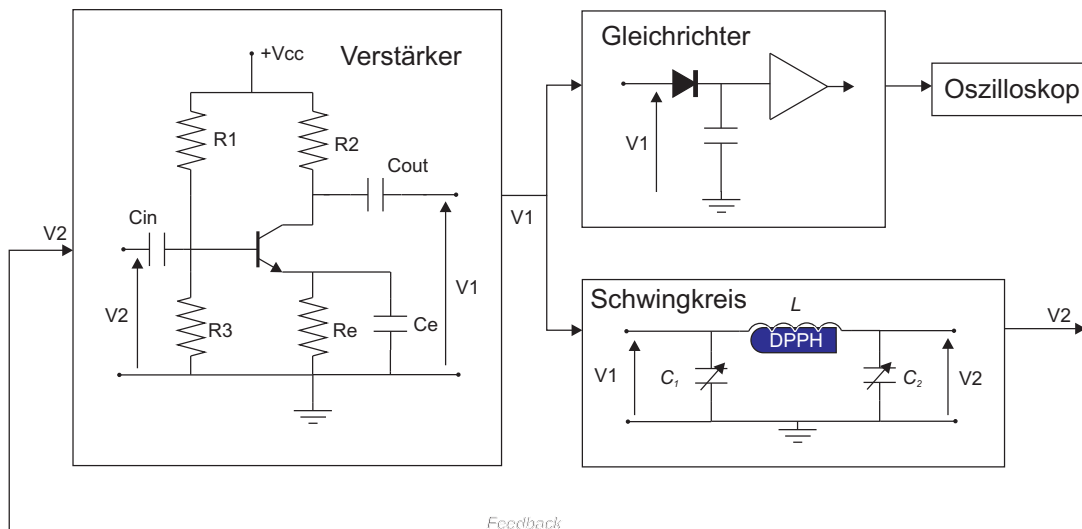 Verstärker
+Vcc
R1
R2
Cout
Cin
V2
V2
R3
Re
Ce
V1
V1
Gleichrichter
V1
Oszilloskop
Schwingkreis
L
DPPH
V1
C₁
C₂
V2
V2
Feedback